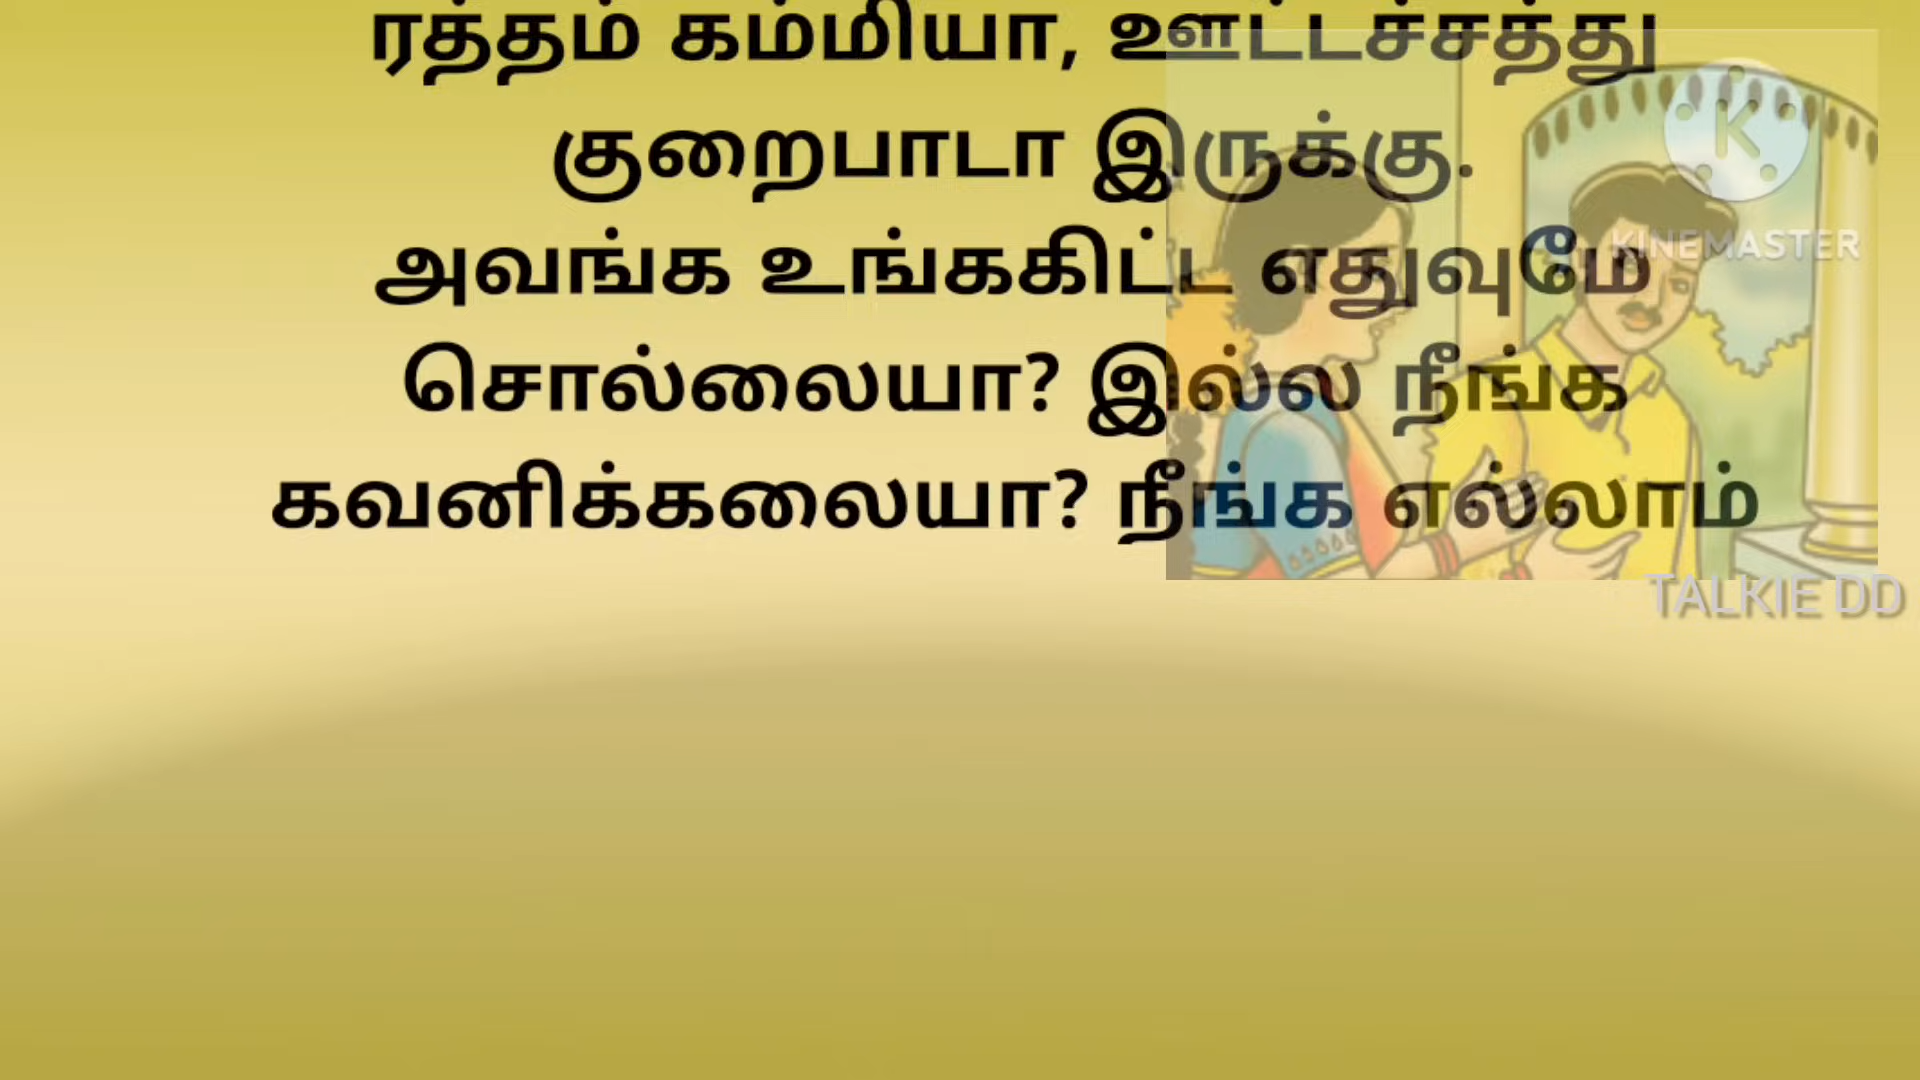 ரத்தம் கம்மியா, ஊட்டச்சத்து
குறைபாடா இருக்கு.
அவங்க உங்ககிட்ட எதுவுமே
சொல்லையா? இல்ல நீங்க
கவனிக்கலையா? நீங்க எல்லாம்
K
KINEMASTER
TALKIE DD